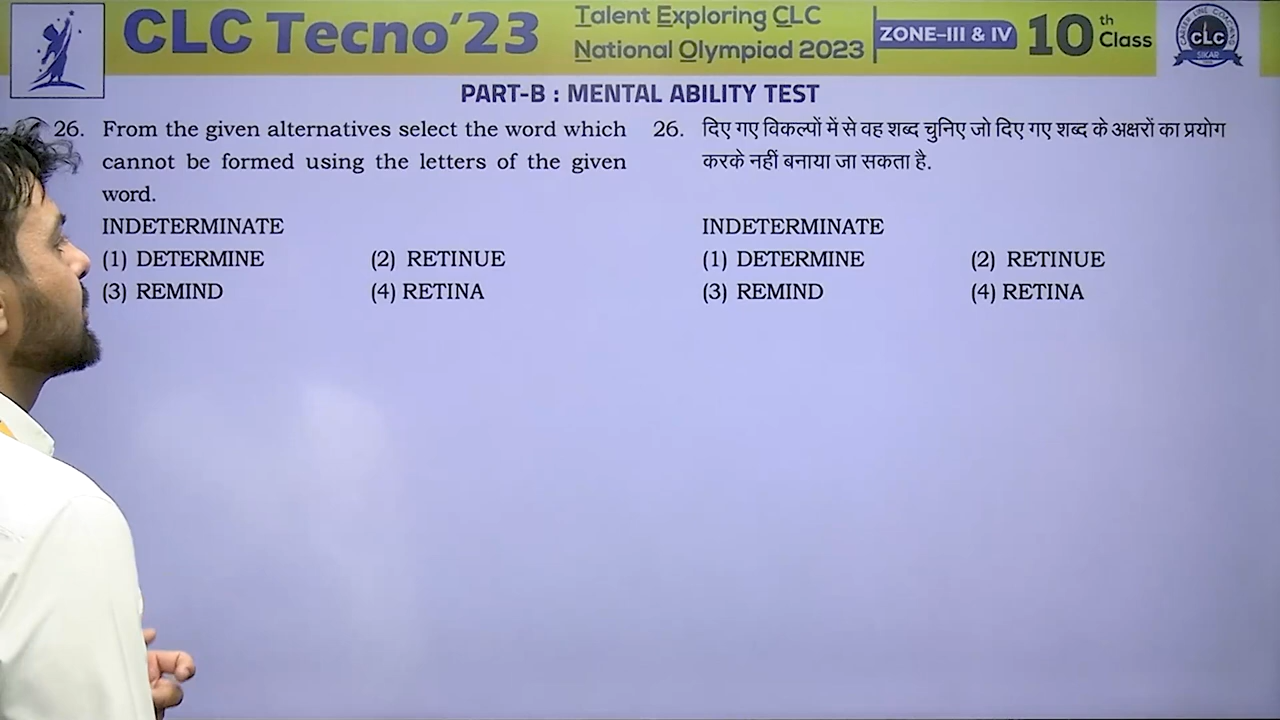 CLC Tecno'23
Talent Exploring CLC
National Olympiad 2023
ZONE–III & IV
10th Class
CLC
SIKAR
PART-B : MENTAL ABILITY TEST
26. From the given alternatives select the word which
cannot be formed using the letters of the given
word.
INDETERMINATE
(1) DETERMINE (2) RETINUE
(3) REMIND (4) RETINA
26. दिए गए विकल्पों में से वह शब्द चुनिए जो दिए गए शब्द के अक्षरों का प्रयोग
करके नहीं बनाया जा सकता है.
INDETERMINATE
(1) DETERMINE (2) RETINUE
(3) REMIND (4) RETINA